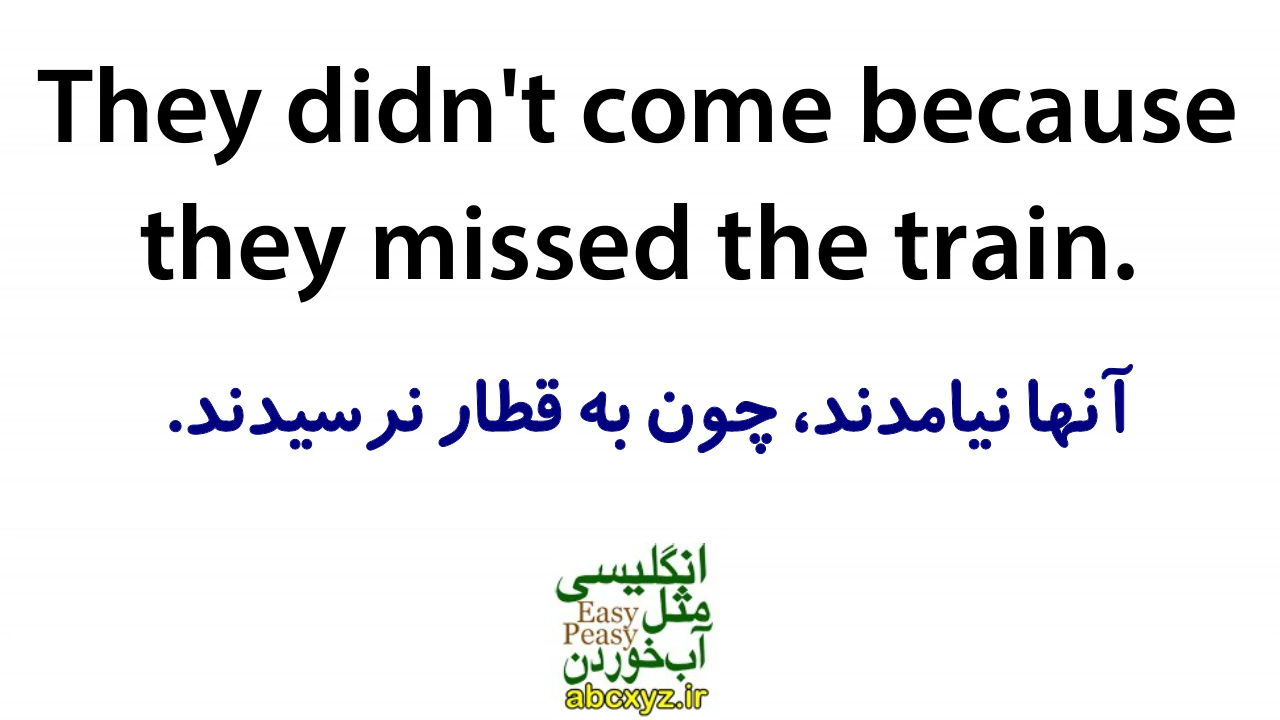 They didn't come because
they missed the train.
آنها نیامدند، چون به قطار نرسیدند.
انگلیسی
مثل
Easy
Peasy
آب خوردن
abcxyz.ir